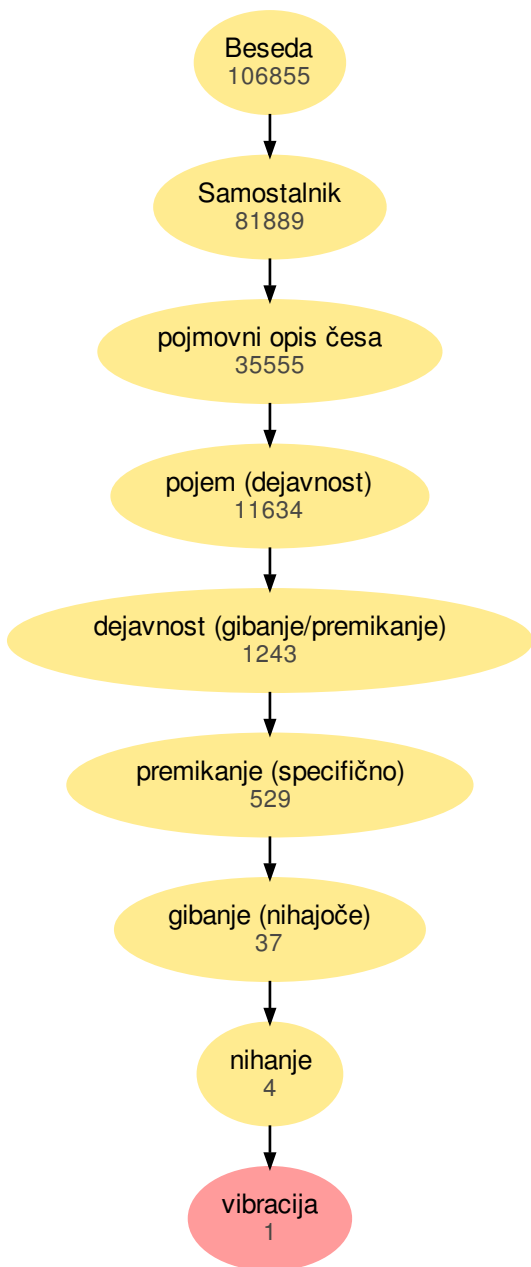 Beseda
106855
Samostalnik
81889
pojmovni opis česa
35555
pojem (dejavnost)
11634
dejavnost (gibanje/premikanje)
1243
premikanje (specifično)
529
gibanje (nihajoče)
37
nihanje
4
vibracija
1